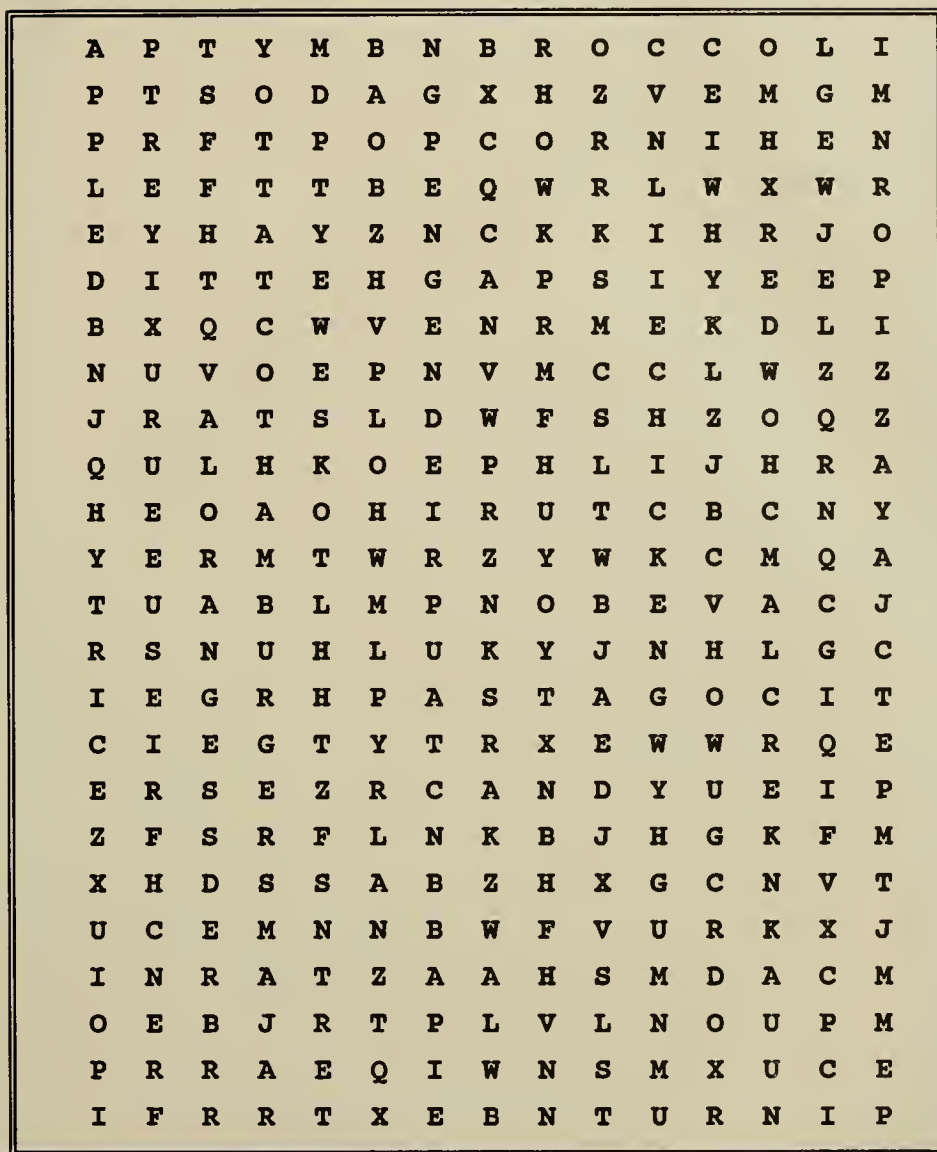 A P T Y M B N B R O C C O L I
P T S O D A G X H Z V E M G M
P R F T P O P C O R N I H E N
L E F T T B E Q W R L W X W R
E Y H A Y Z N C K K I H R J O
D I T T E H G A P S I Y E E P
B X Q C W V E N R M E K D L I
N U V O E P N V M C C L W Z Z
J R A T S L D W F S H Z O Q Z
Q U L H K O E P H L I J H R A
H E O A O H I R U T C B C N Y
Y E R M T W R Z Y W K C M Q A
T U A B L M P N O B E V A C J
R S N U H L U K Y J N H L G C
I E G R H P A S T A G O C I T
C I E G T Y T R X E W W R Q E
E R S E Z R C A N D Y U E I P
Z F S R F L N K B J H G K F M
X H D S S A B Z H X G C N V T
U C E M N N B W F V U R K X J
I N R A T Z A A H S M D A C M
O E B J R T P L V L N O U P M
P R R A E Q I W N S M X U C E
I F R R T X E B N T U R N I P